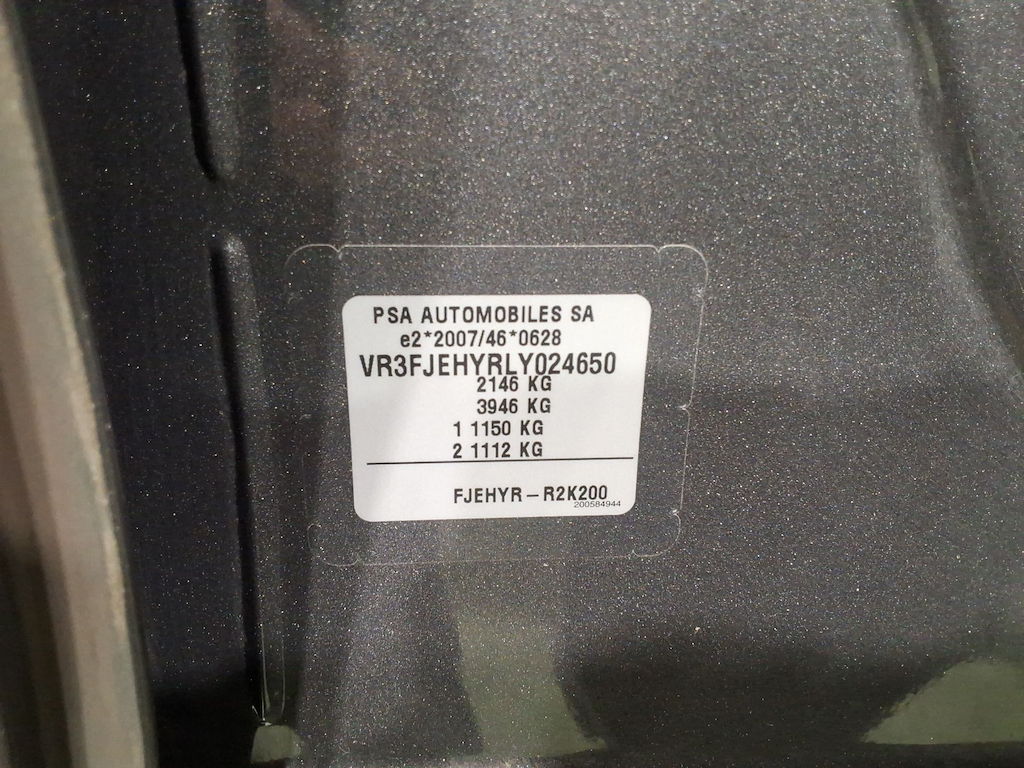 PSA AUTOMOBILES SA
e2*2007/46*0628
VR3FJEHYRLY024650
2146 KG
3946 KG
1 1150 KG
2 1112 KG
FJEHYR - R2K200
200584944